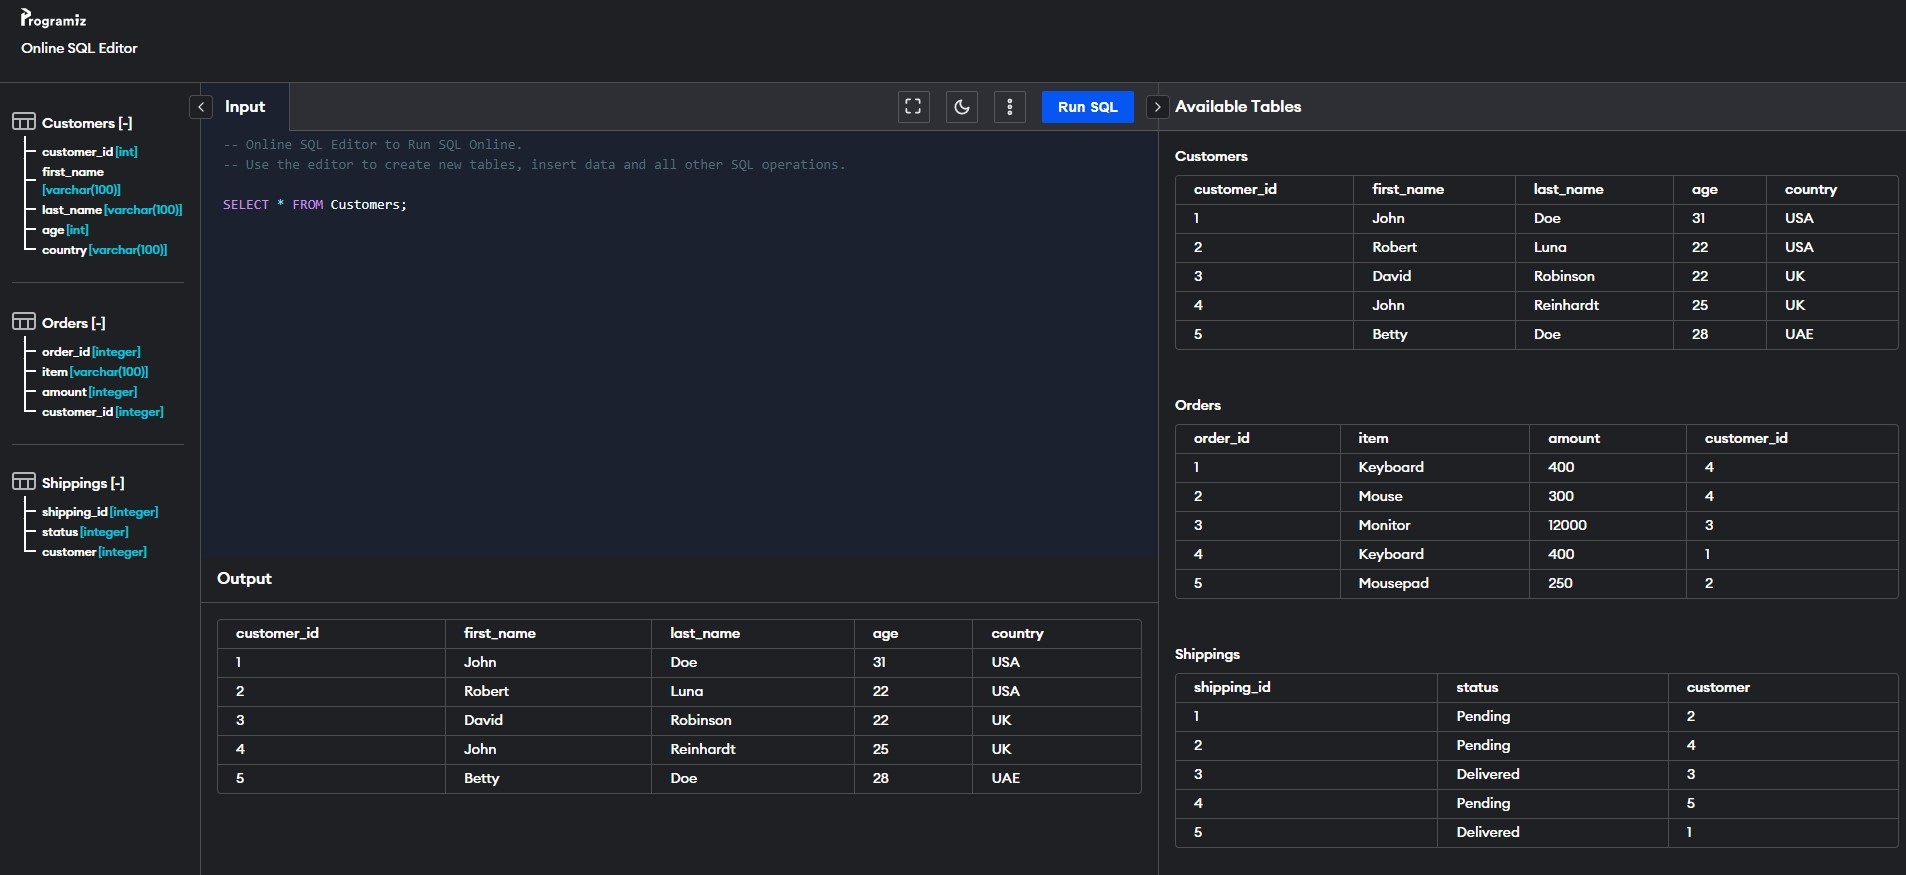 Programiz
Online SQL Editor
Customers [-]
customer_id [int]
first_name
[varchar(100)]
last_name [varchar(100)]
age [int]
country [varchar(100)]
Orders [-]
order_id [integer]
item [varchar(100)]
amount [integer]
customer_id [integer]
Shippings [-]
shipping_id [integer]
status [integer]
customer [integer]
Input
Run SQL
-- Online SQL Editor to Run SQL Online.
-- Use the editor to create new tables, insert data and all other SQL operations.
SELECT * FROM Customers;
Output
customer_id first_name last_name age country
1 John Doe 31 USA
2 Robert Luna 22 USA
3 David Robinson 22 UK
4 John Reinhardt 25 UK
5 Betty Doe 28 UAE
Available Tables
Customers
customer_id first_name last_name age country
1 John Doe 31 USA
2 Robert Luna 22 USA
3 David Robinson 22 UK
4 John Reinhardt 25 UK
5 Betty Doe 28 UAE
Orders
order_id item amount customer_id
1 Keyboard 400 4
2 Mouse 300 4
3 Monitor 12000 3
4 Keyboard 400 1
5 Mousepad 250 2
Shippings
shipping_id status customer
1 Pending 2
2 Pending 4
3 Delivered 3
4 Pending 5
5 Delivered 1